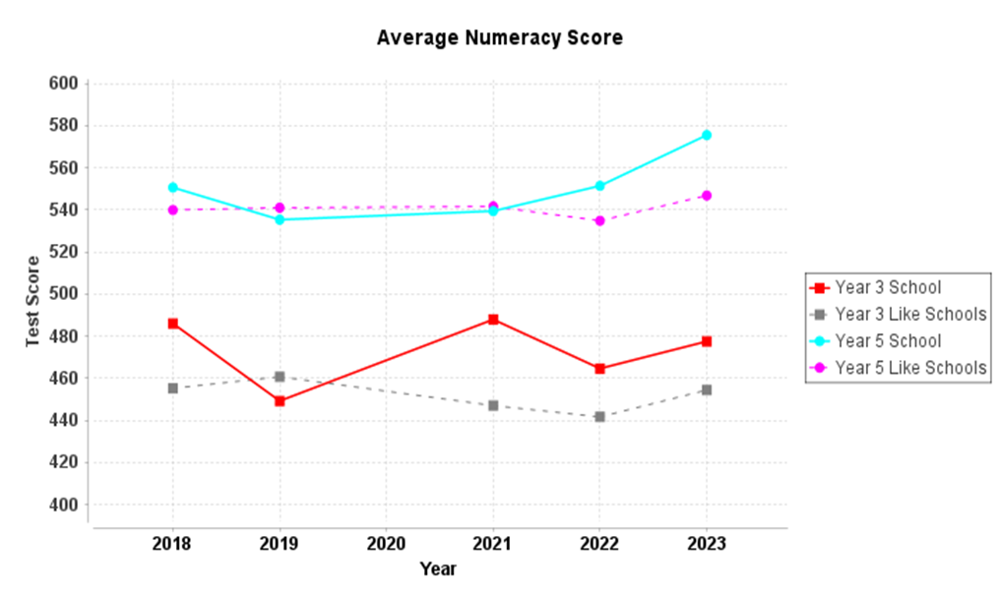 Average Numeracy Score
600
580
560
540
520
500
480
460
440
420
400
Test Score
2018 2019 2020 2021 2022 2023
Year
Year 3 School
Year 3 Like Schools
Year 5 School
Year 5 Like Schools